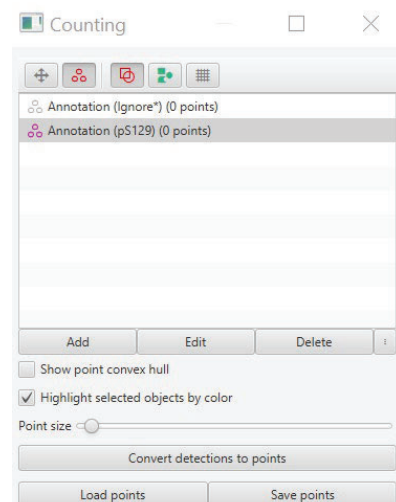 Counting
Annotation (Ignore*) (0 points)
Annotation (pS129) (0 points)
Add Edit Delete
Show point convex hull
Highlight selected objects by color
Point size
Convert detections to points
Load points Save points